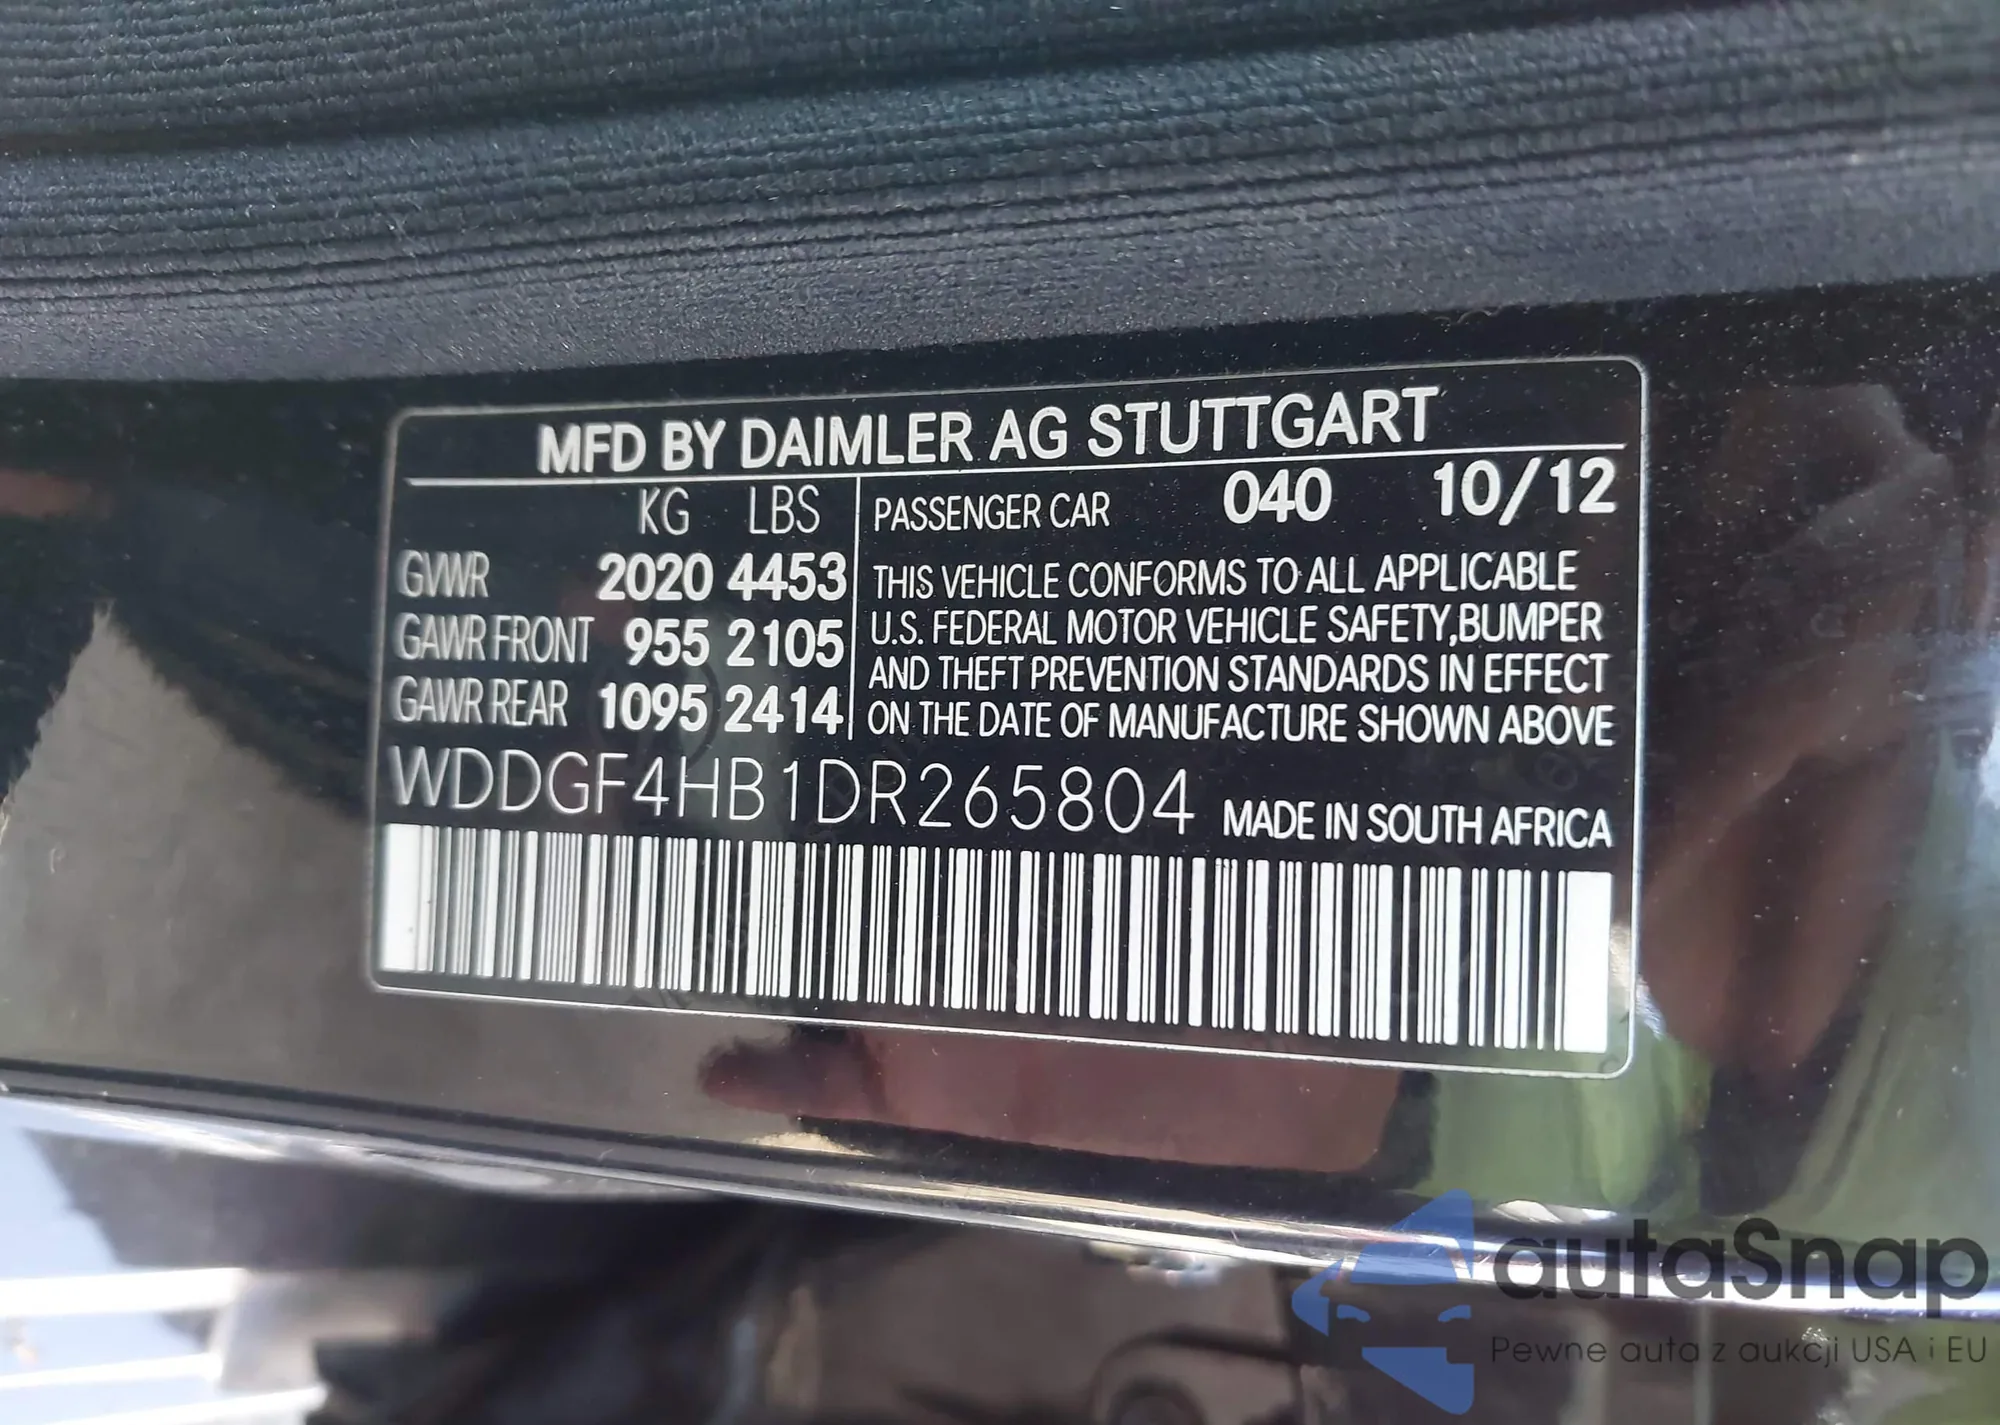 MFD BY DAIMLER AG STUTTGART
KG LBS
GVWR 2020 4453
GAWR FRONT 955 2105
GAWR REAR 1095 2414
PASSENGER CAR 040 10/12
THIS VEHICLE CONFORMS TO ALL APPLICABLE
U.S. FEDERAL MOTOR VEHICLE SAFETY,BUMPER
AND THEFT PREVENTION STANDARDS IN EFFECT
ON THE DATE OF MANUFACTURE SHOWN ABOVE
WDDGF4HB1DR265804 MADE IN SOUTH AFRICA
autaSnap
Pewne auta z aukcji USA i EU